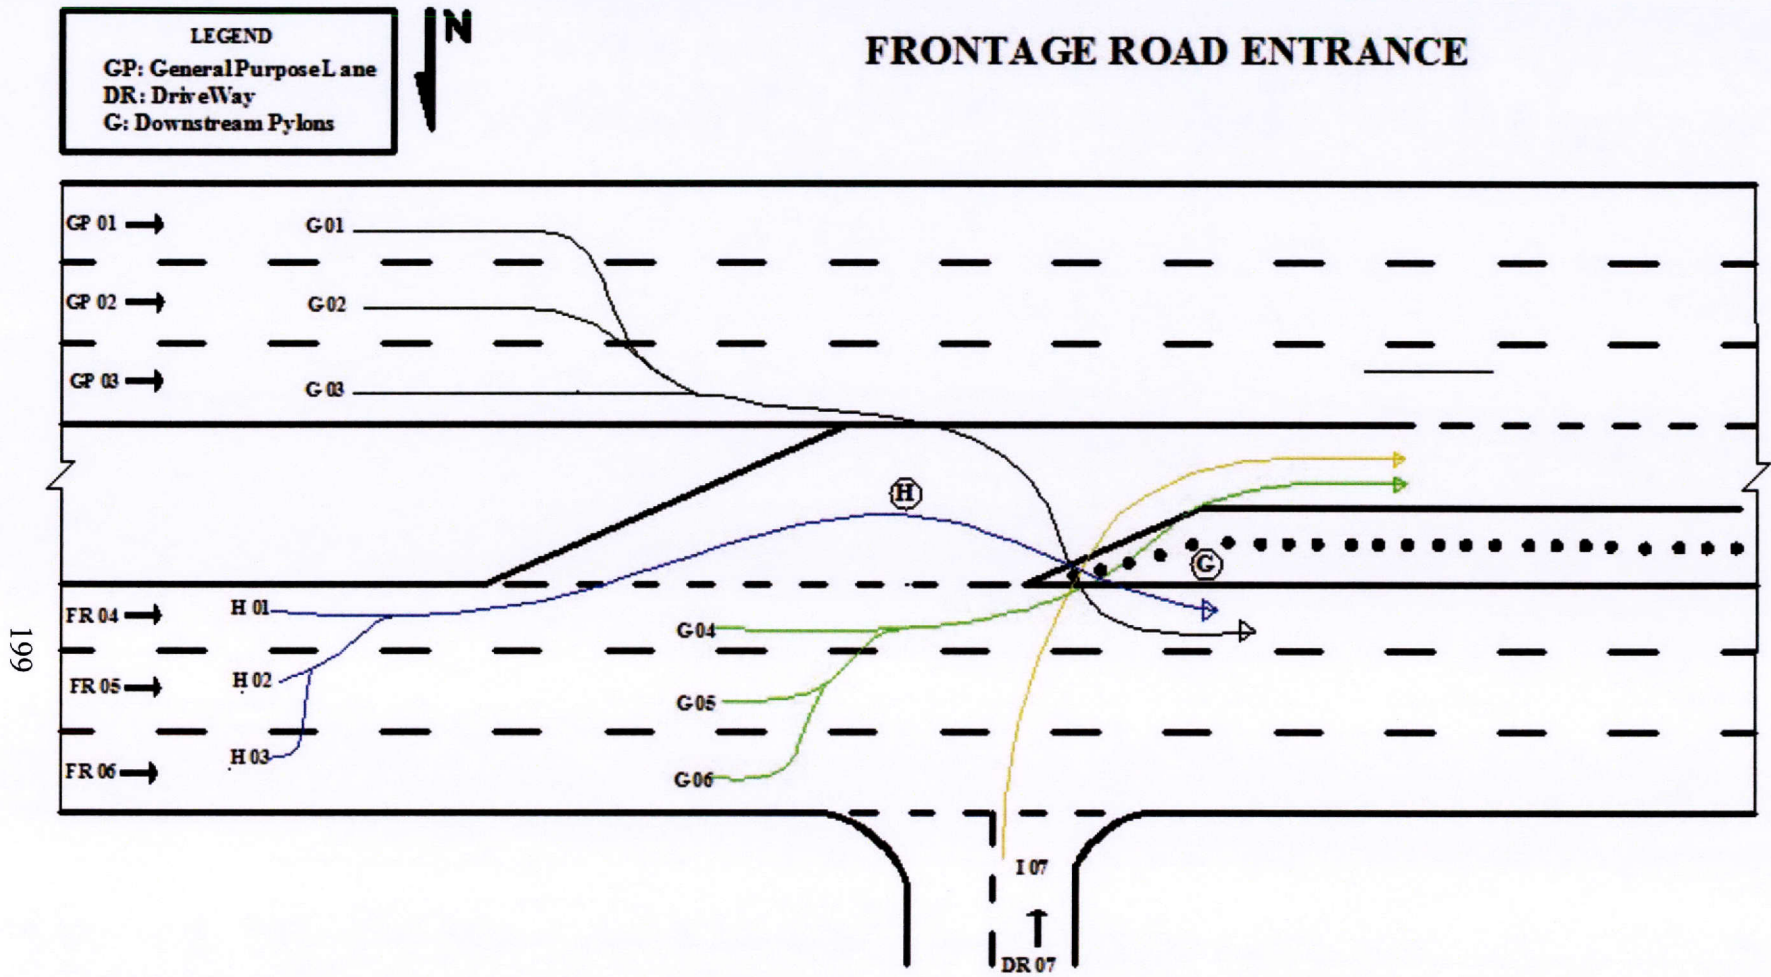 LEGEND
GP: General Purpose Lane
DR: DriveWay
G: Downstream Pylons
N
FRONTAGE ROAD ENTRANCE
GP 01
G 01
GP 02
G 02
GP 03
G 03
H
G
FR 04
H 01
G 04
FR 05
H 02
G 05
FR 06
H 03
G 06
I 07
DR 07
199